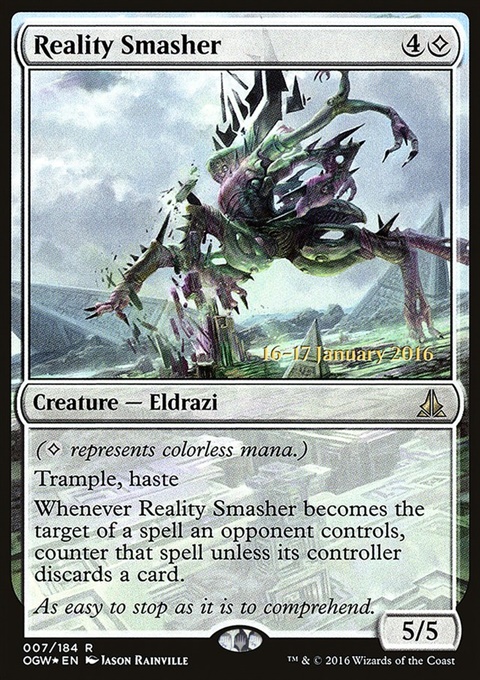 Reality Smasher 4
16-17 January 2016
Creature — Eldrazi
(◇ represents colorless mana.)
Trample, haste
Whenever Reality Smasher becomes the
target of a spell an opponent controls,
counter that spell unless its controller
discards a card.
As easy to stop as it is to comprehend.
5/5
007/184 R
OGW★EN Jason Rainville
™ & © 2016 Wizards of the Coast